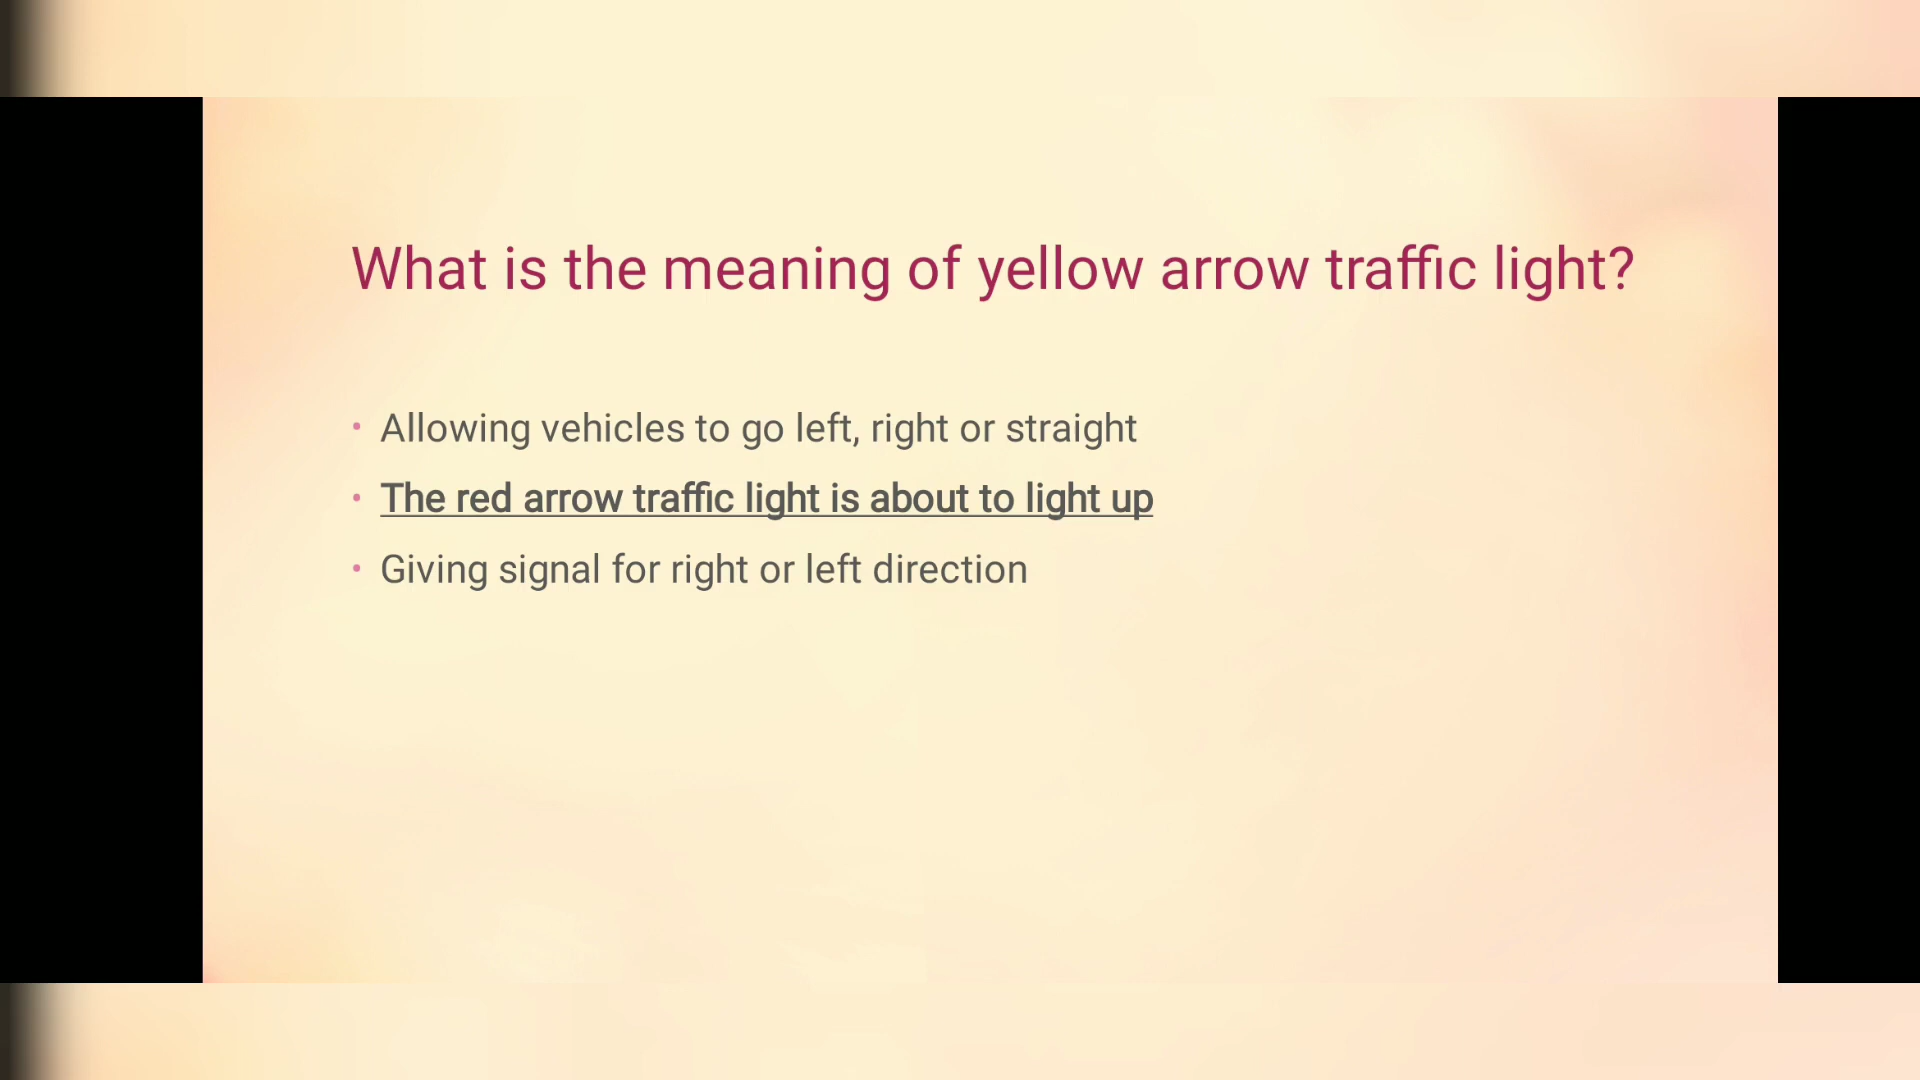 What is the meaning of yellow arrow traffic light?
• Allowing vehicles to go left, right or straight
• The red arrow traffic light is about to light up
• Giving signal for right or left direction